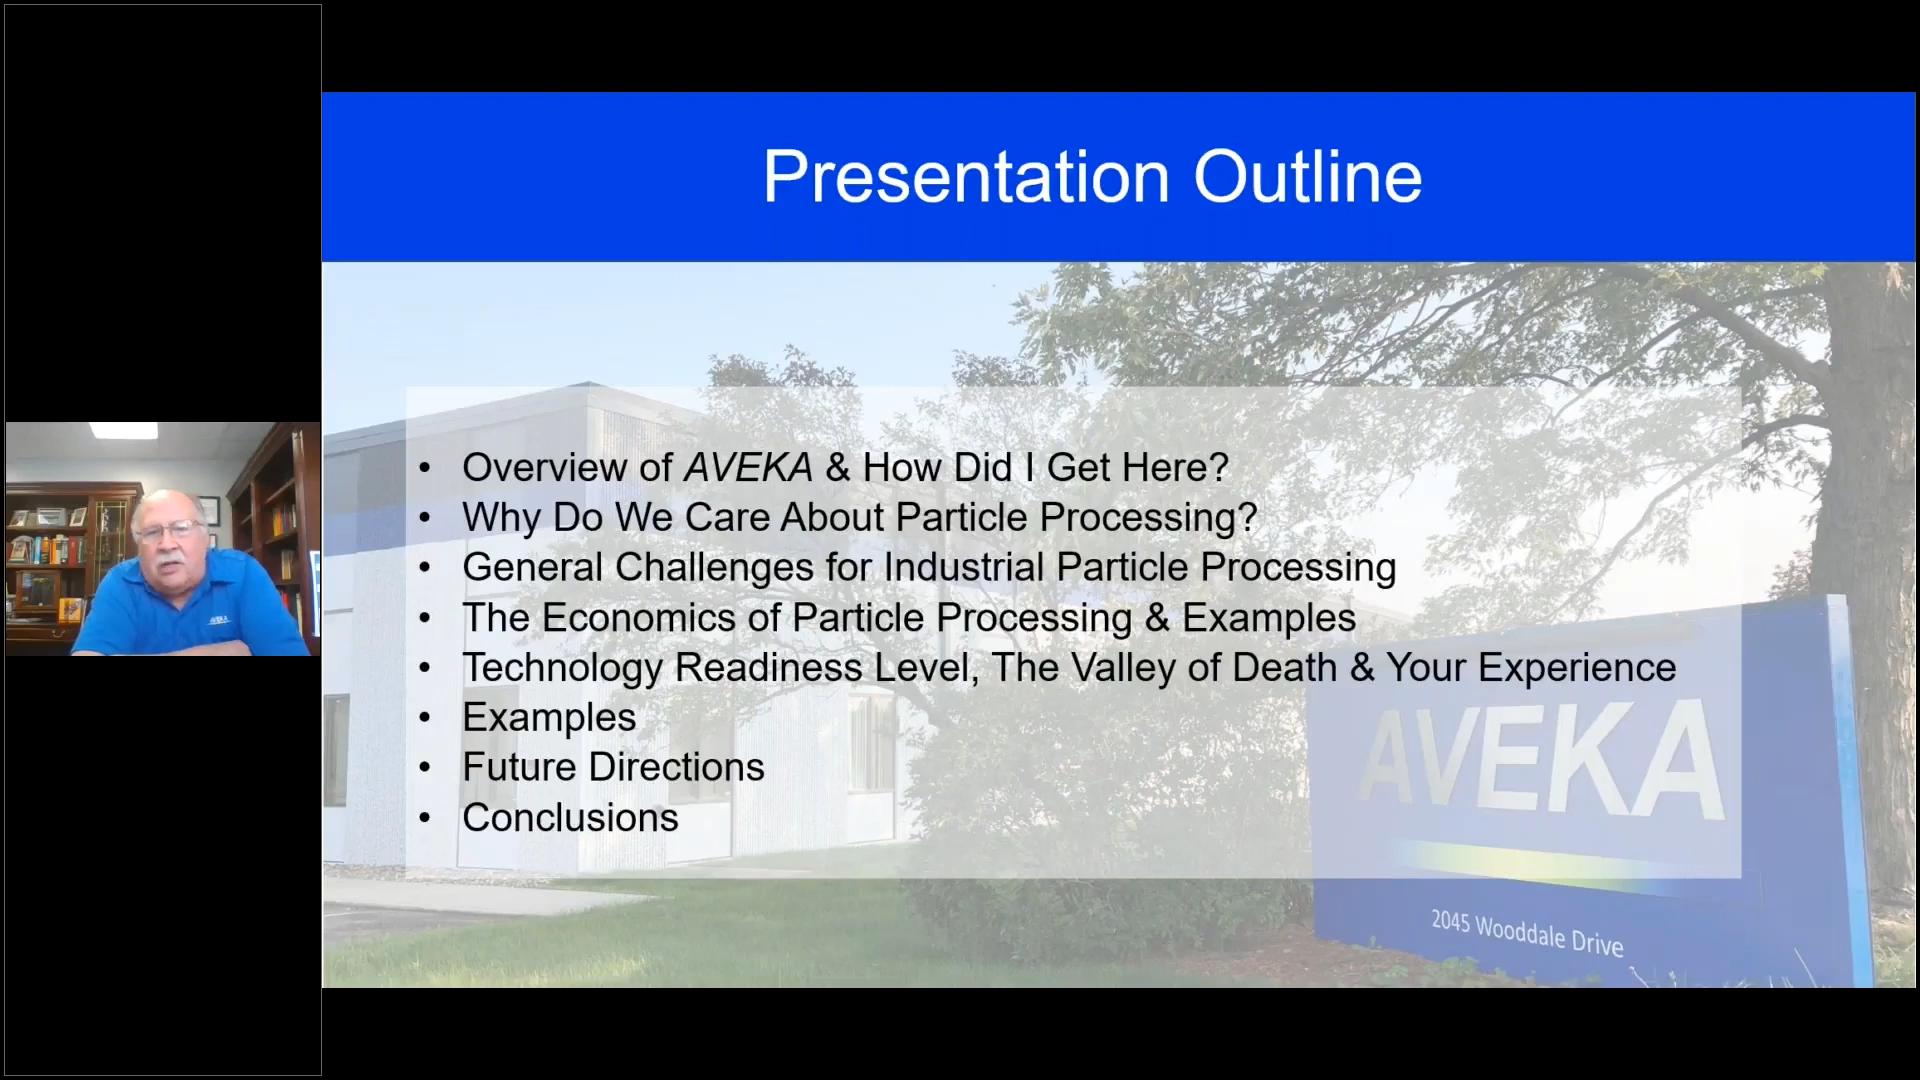 Presentation Outline
• Overview of AVEKA & How Did I Get Here?
• Why Do We Care About Particle Processing?
• General Challenges for Industrial Particle Processing
• The Economics of Particle Processing & Examples
• Technology Readiness Level, The Valley of Death & Your Experience
• Examples
• Future Directions
• Conclusions
AVEKA
2045 Wooddale Drive
AVEKA